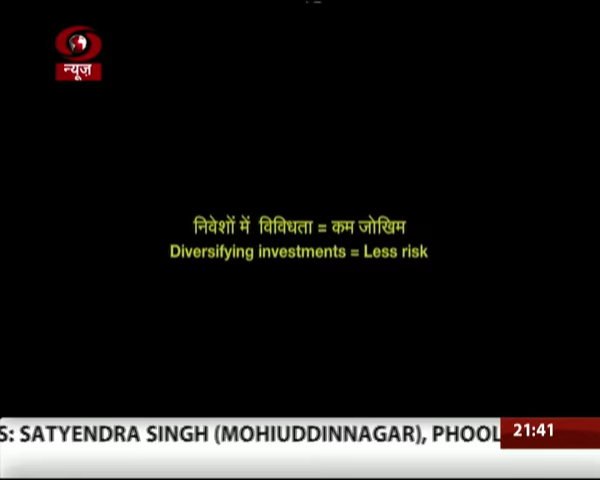 न्यूज़
निवेशों में विविधता = कम जोखिम
Diversifying investments = Less risk
S: SATYENDRA SINGH (MOHIUDDINNAGAR), PHOOL
21:41